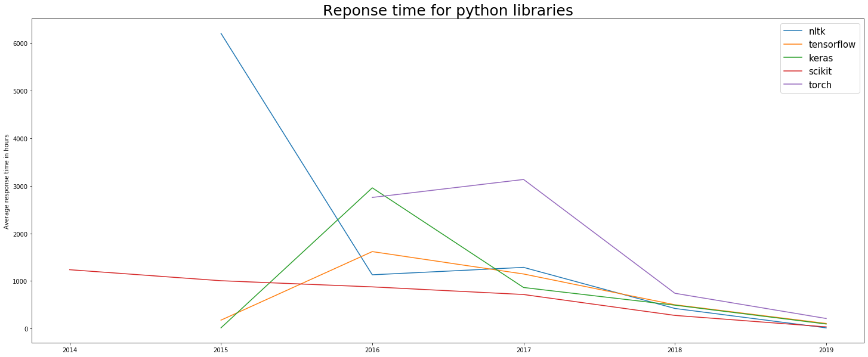 Reponse time for python libraries
nltk
tensorflow
keras
scikit
torch
Average response time in hours
6000
5000
4000
3000
2000
1000
0
2014 2015 2016 2017 2018 2019